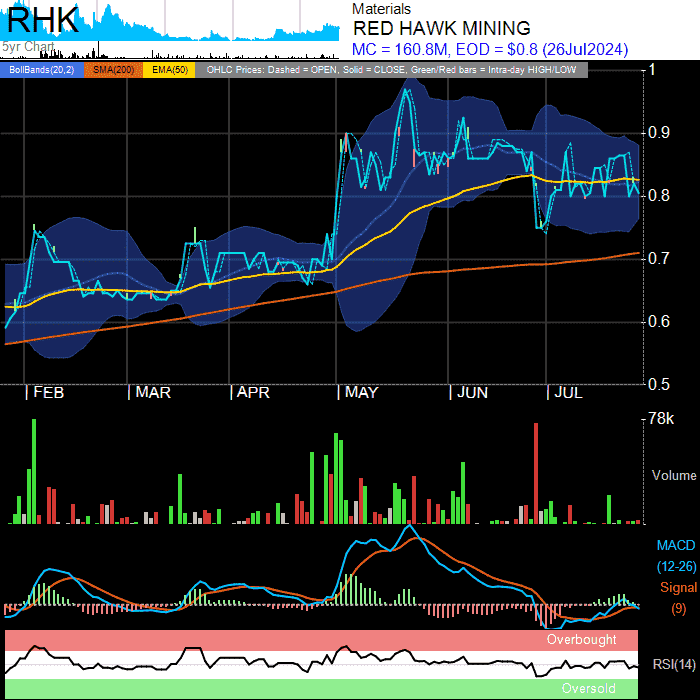 RHK
5yr Chart
Materials
RED HAWK MINING
MC = 160.8M, EOD = $0.8 (26Jul2024)
BollBands(20,2) SMA(200) EMA(50) OHLC Prices: Dashed = OPEN, Solid = CLOSE, Green/Red bars = Intra-day HIGH/LOW
1
0.9
0.8
0.7
0.6
0.5
FEB MAR APR MAY JUN JUL
78k
Volume
MACD
(12-26)
Signal
(9)
Overbought
RSI(14)
Oversold